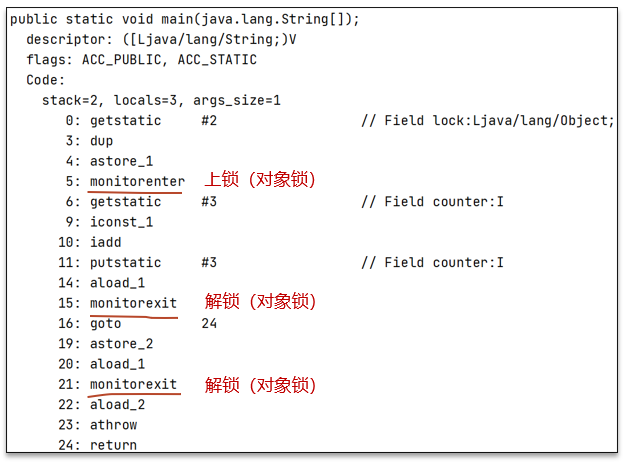 public static void main(java.lang.String[]);
descriptor: ([Ljava/lang/String;)V
flags: ACC_PUBLIC, ACC_STATIC
Code:
stack=2, locals=3, args_size=1
0: getstatic #2 // Field lock:Ljava/lang/Object;
3: dup
4: astore_1
5: monitorenter 上锁（对象锁）
6: getstatic #3 // Field counter:I
9: iconst_1
10: iadd
11: putstatic #3 // Field counter:I
14: aload_1
15: monitorexit 解锁（对象锁）
16: goto 24
19: astore_2
20: aload_1
21: monitorexit 解锁（对象锁）
22: aload_2
23: athrow
24: return